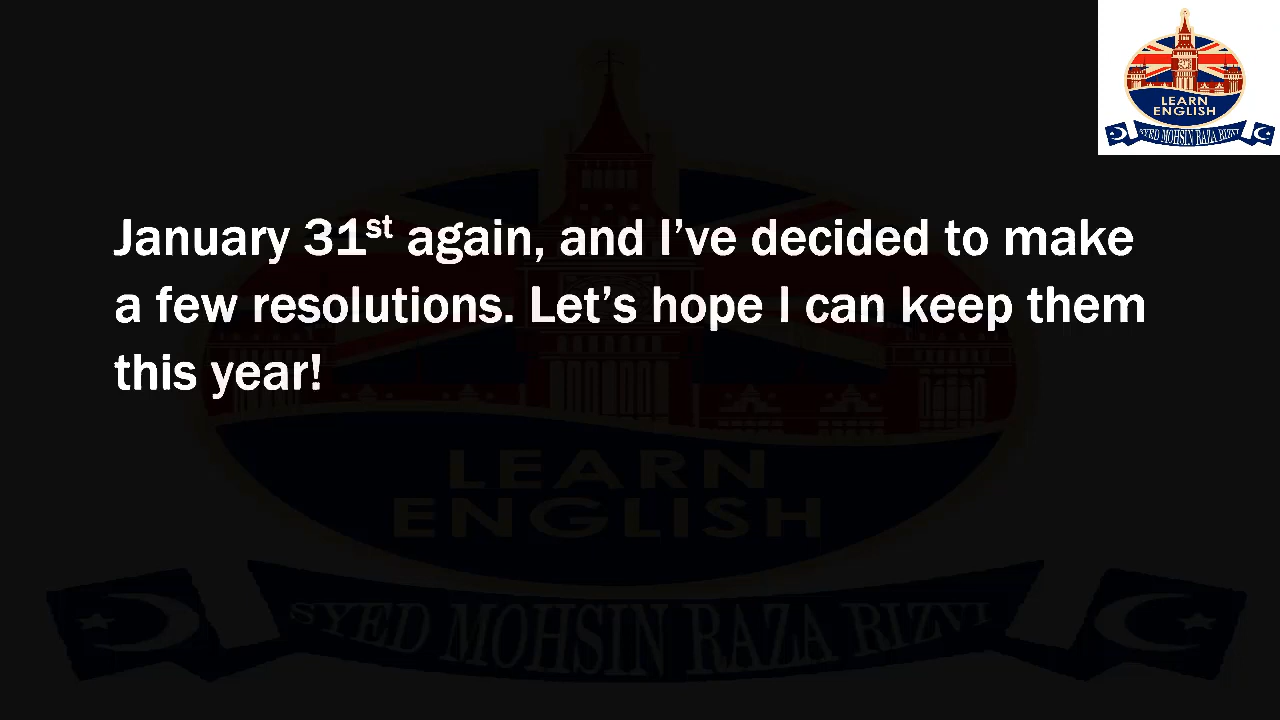 LEARN
ENGLISH
SYED MOHSIN RAZA RIZVI
January 31st again, and I’ve decided to make
a few resolutions. Let’s hope I can keep them
this year!
LEARN
ENGLISH
SYED MOHSIN RAZA RIZVI